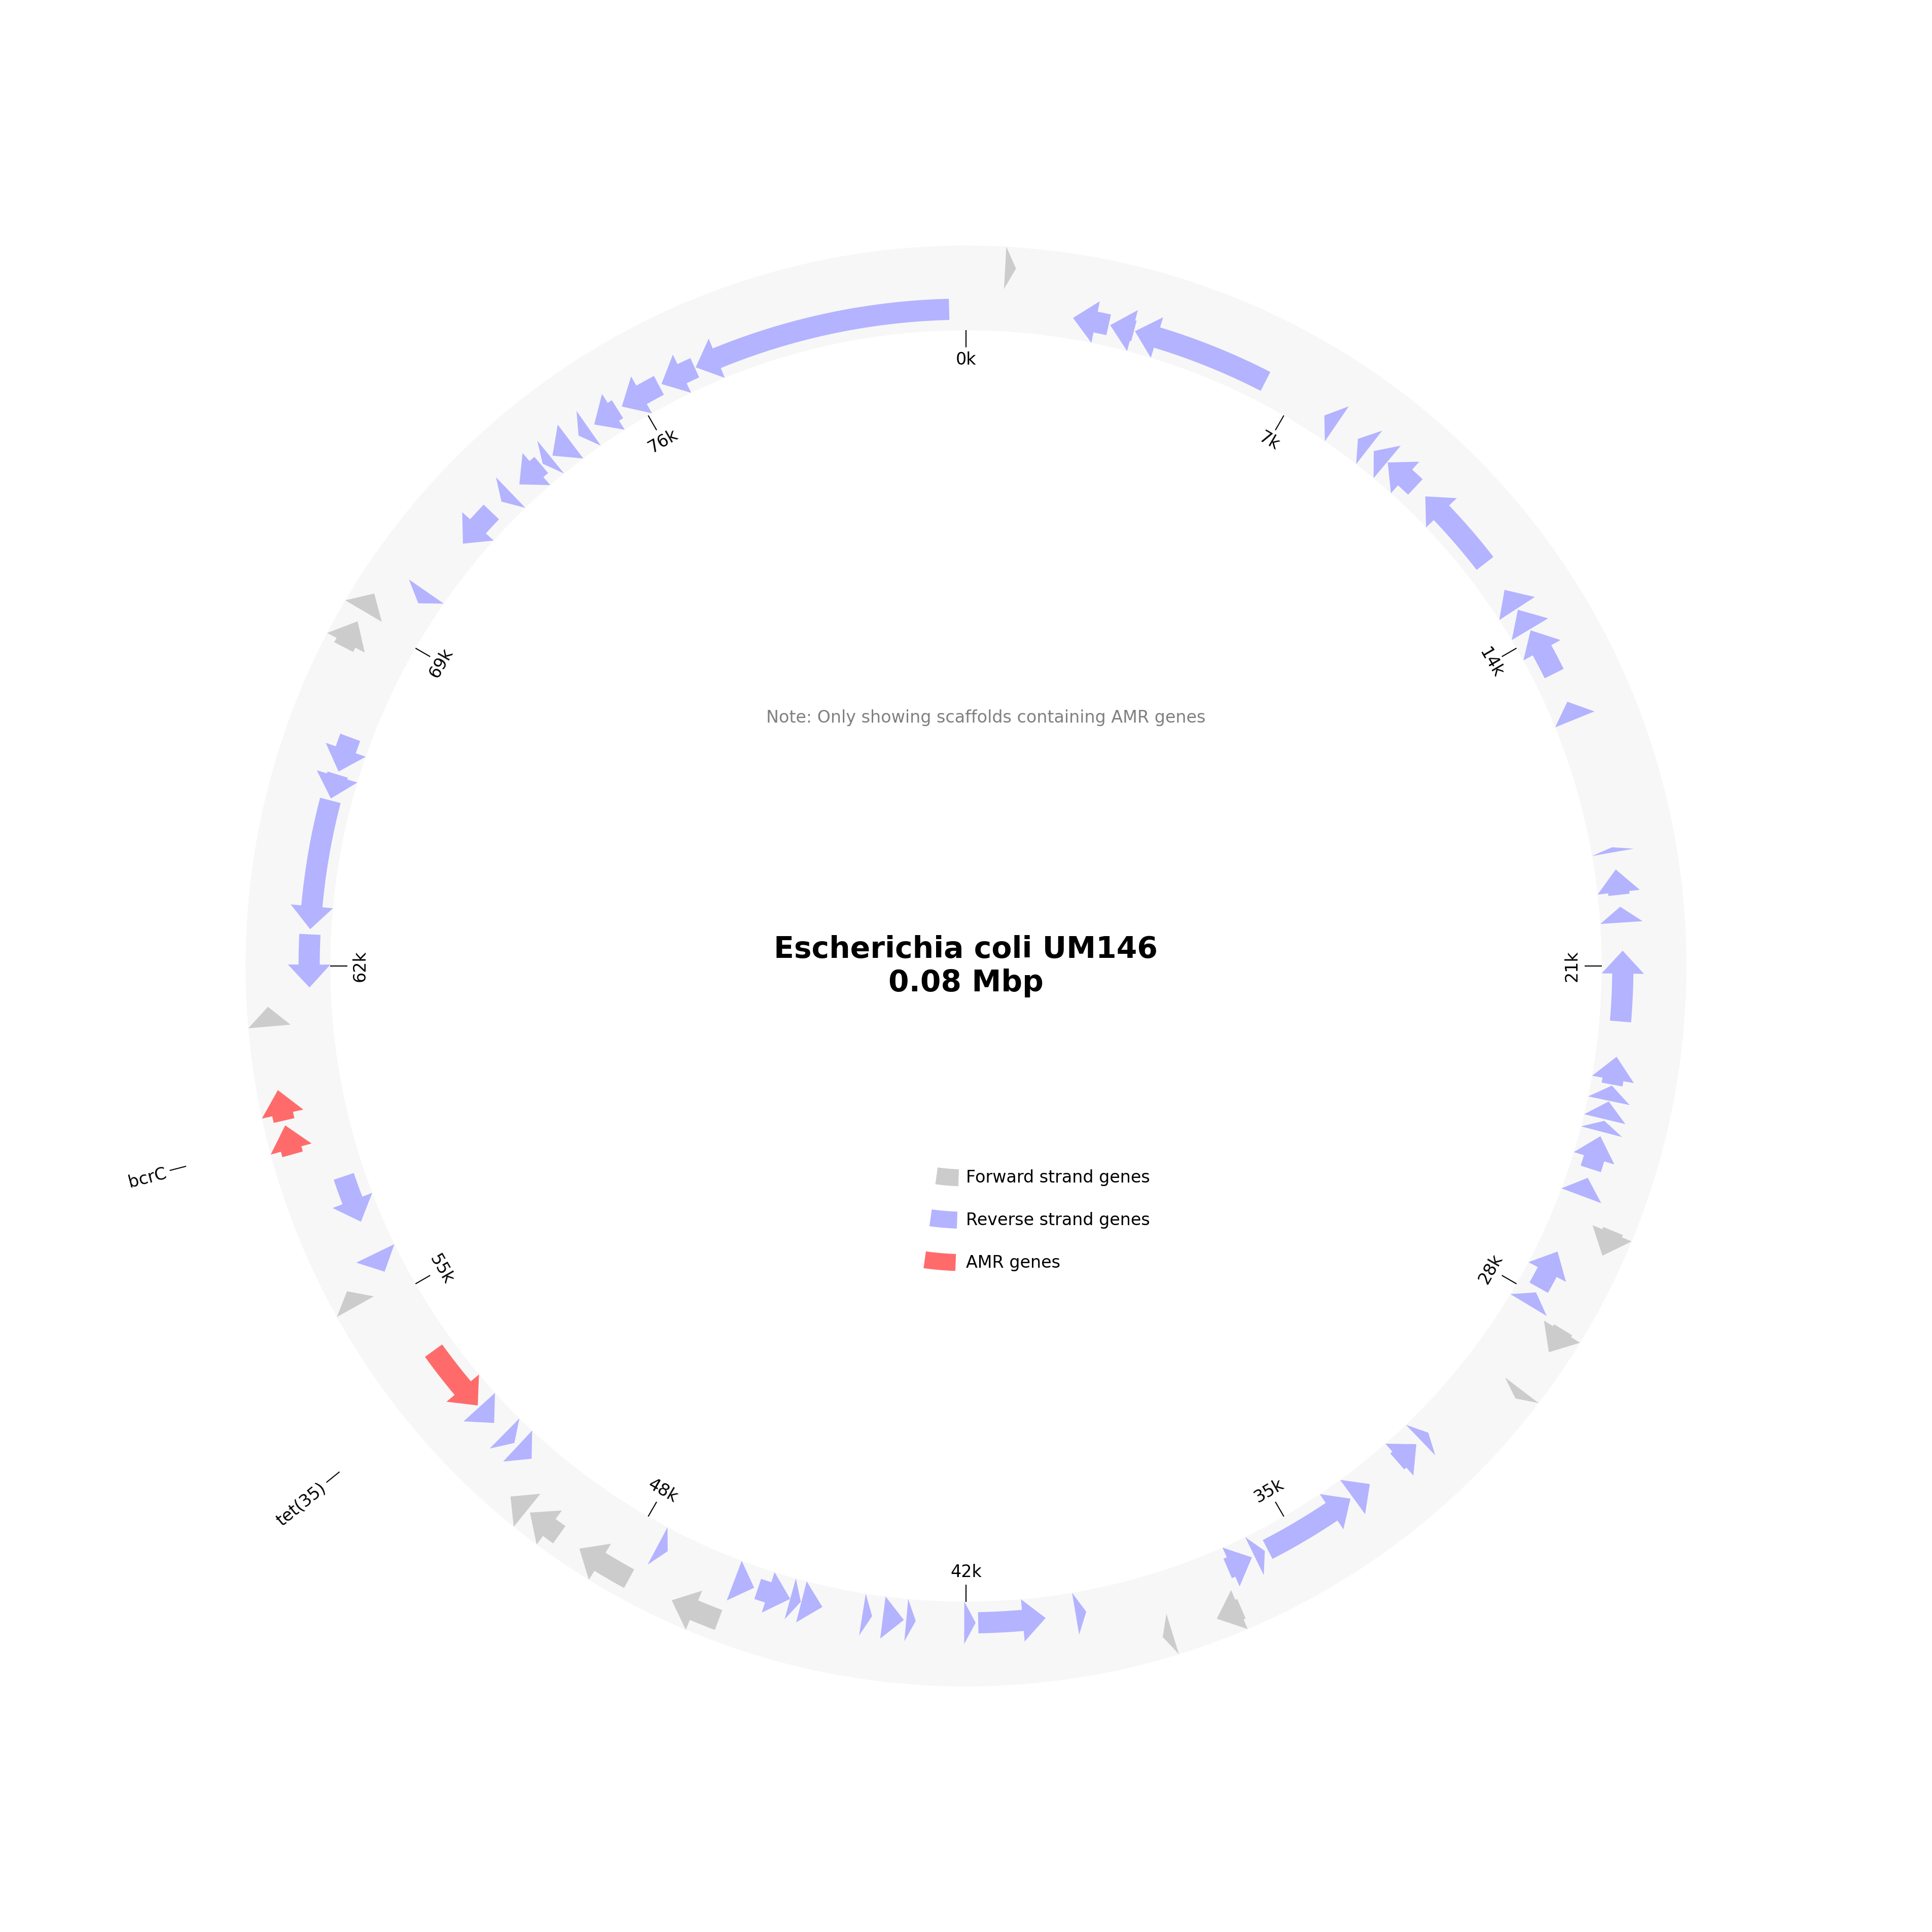 0k
76k
7k
69k
14k
Note: Only showing scaffolds containing AMR genes
Escherichia coli UM146
0.08 Mbp
62k
21k
bcrC
Forward strand genes
Reverse strand genes
AMR genes
55k
28k
tet(35)
48k
35k
42k